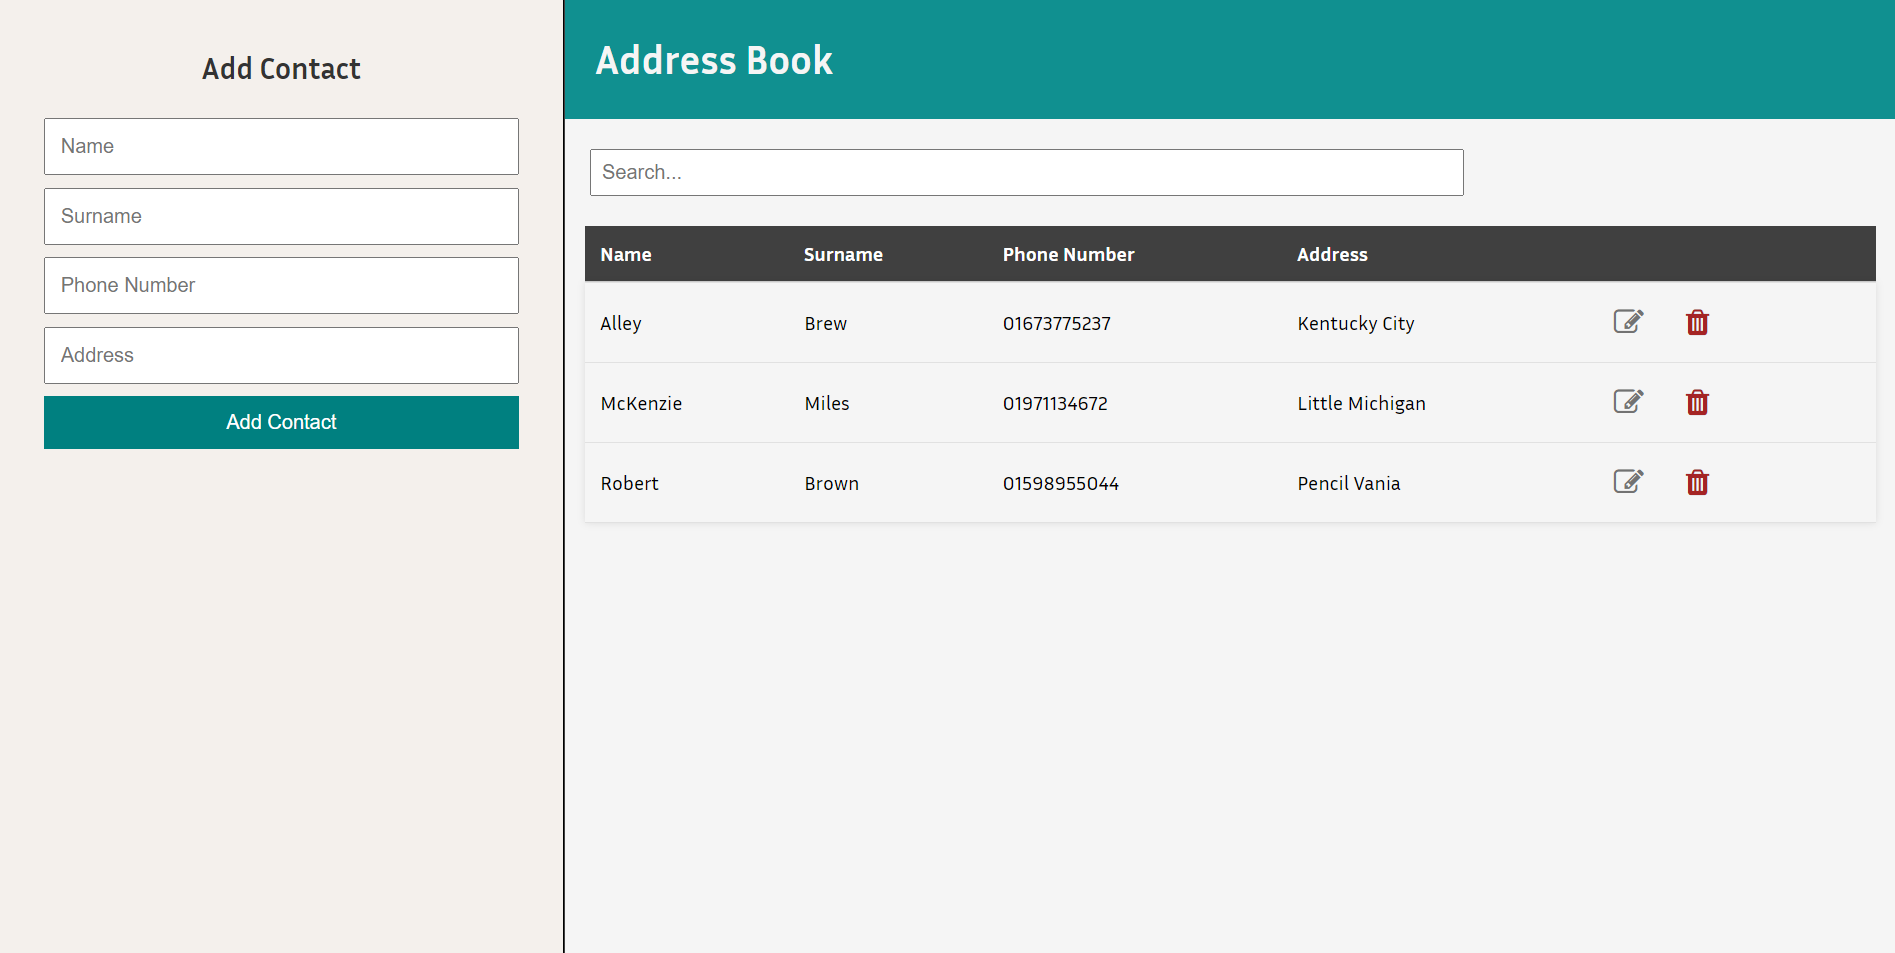 Add Contact
Name
Surname
Phone Number
Address
Add Contact
Address Book
Search...
Name Surname Phone Number Address
Alley Brew 01673775237 Kentucky City
McKenzie Miles 01971134672 Little Michigan
Robert Brown 01598955044 Pencil Vania